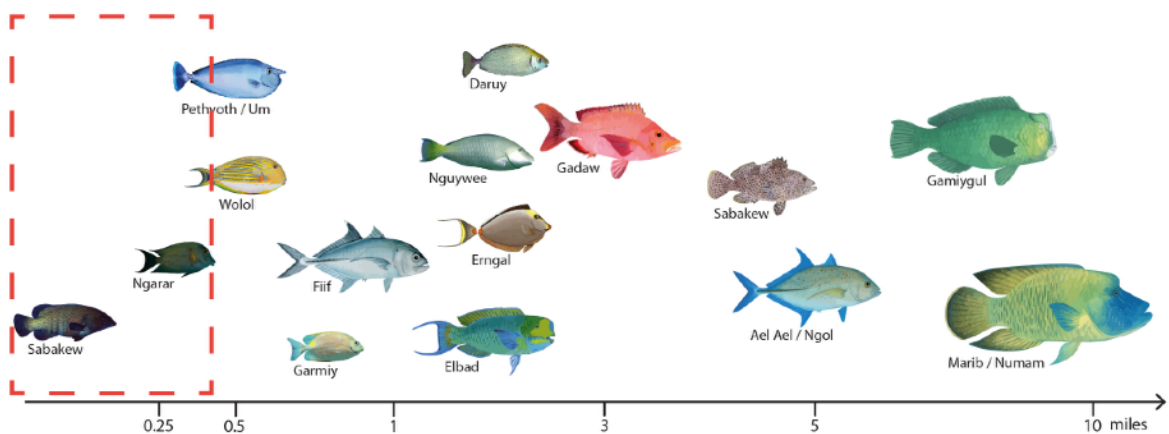 Pethyoth / Um
Daruy
Nguywee
Gadaw
Gamiygul
Wolol
Sabakew
Erngal
Ngarar
Fiif
Ael Ael / Ngol
Sabakew
Garmiy
Elbad
Marib / Numam
0.25 0.5 1 3 5 10 miles